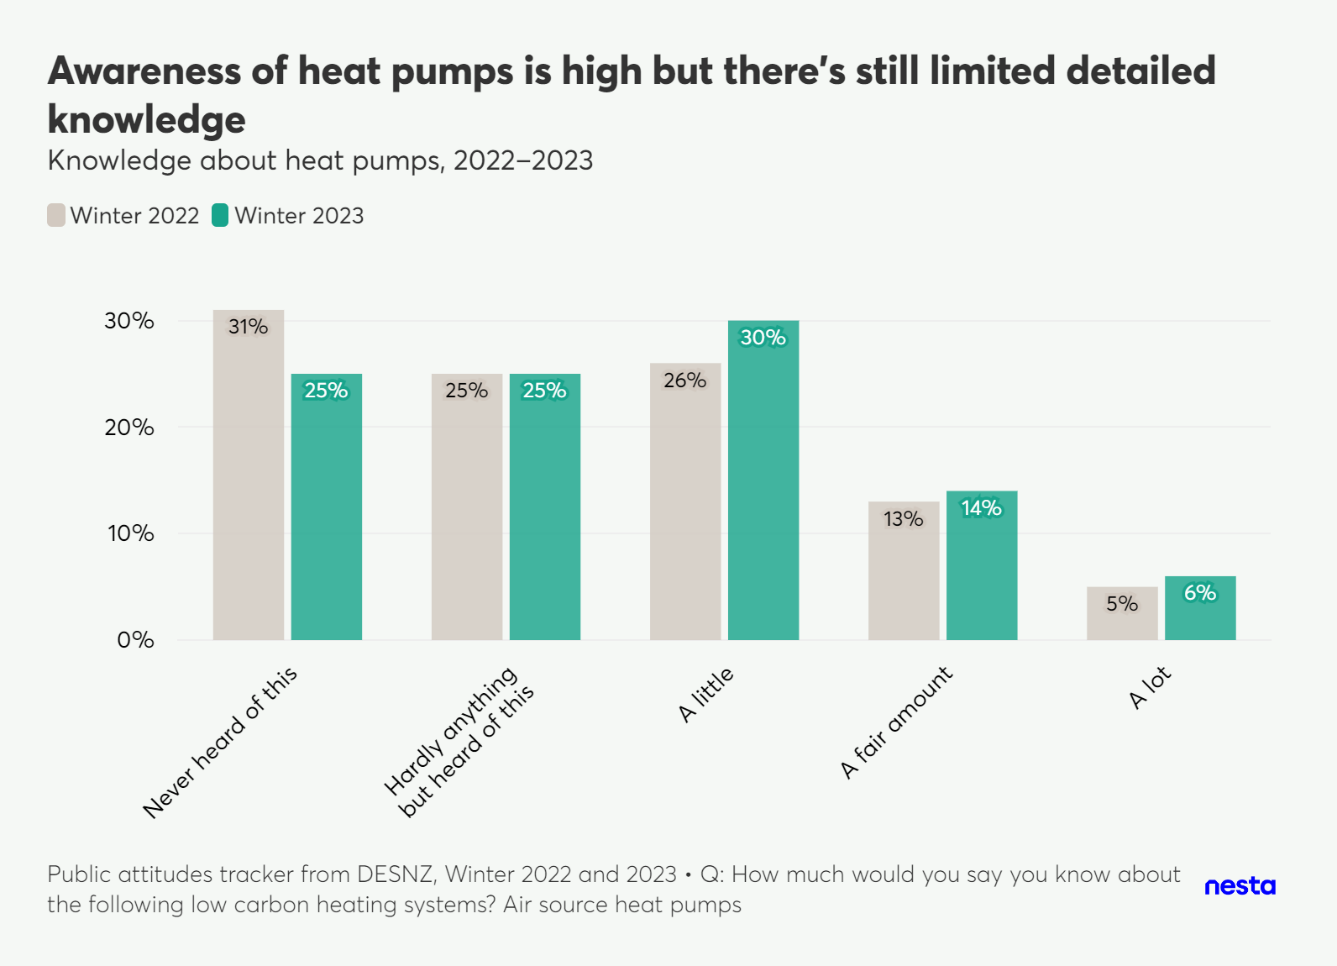 Awareness of heat pumps is high but there's still limited detailed
knowledge
Knowledge about heat pumps, 2022–2023
Winter 2022 Winter 2023
30%
20%
10%
0%
31%
25%
25%
25%
26%
30%
13%
14%
5%
6%
Never heard of this
Hardly anything
but heard of this
A little
A fair amount
A lot
Public attitudes tracker from DESNZ, Winter 2022 and 2023 • Q: How much would you say you know about
the following low carbon heating systems? Air source heat pumps
nesta